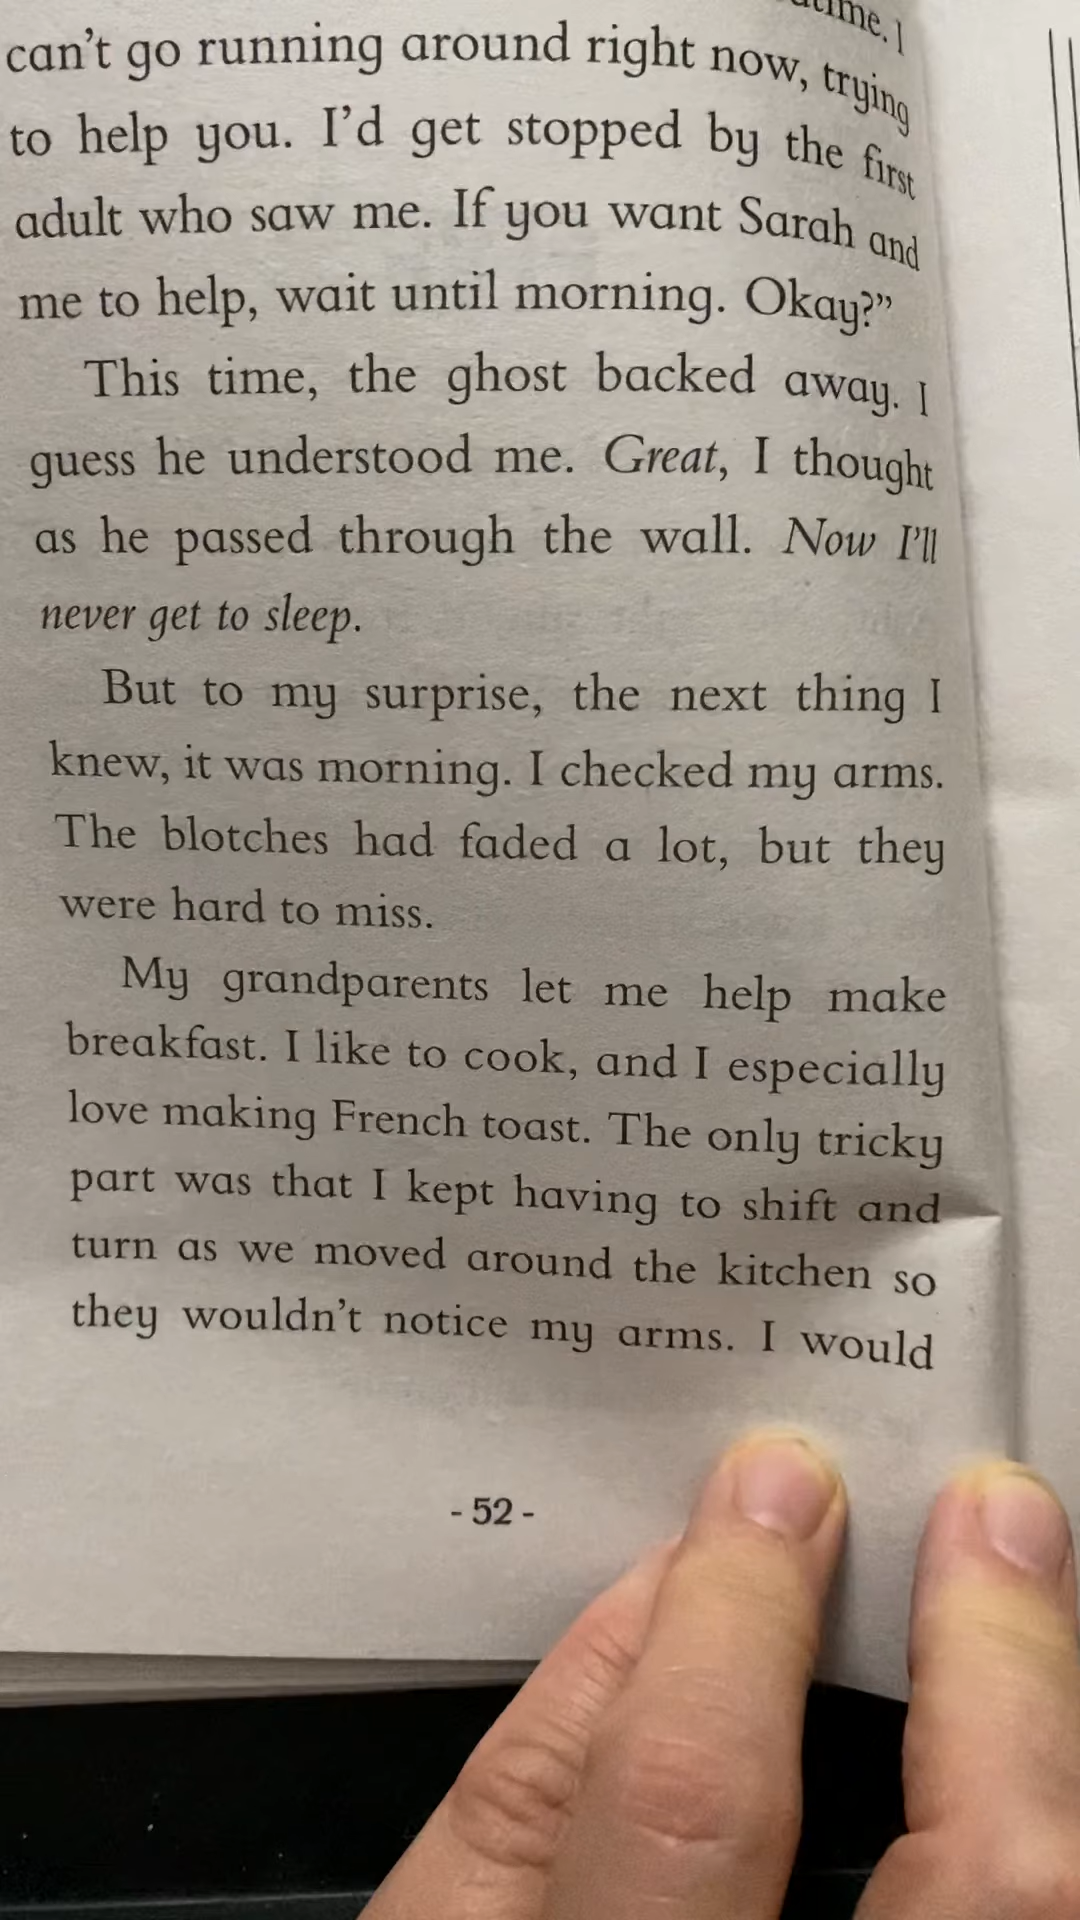 can't go running around right now, trying
to help you. I'd get stopped by the first
adult who saw me. If you want Sarah and
me to help, wait until morning. Okay?”
This time, the ghost backed away. I
guess he understood me. Great, I thought
as he passed through the wall. Now I'll
never get to sleep.
But to my surprise, the next thing I
knew, it was morning. I checked my arms.
The blotches had faded a lot, but they
were hard to miss.
My grandparents let me help make
breakfast. I like to cook, and I especially
love making French toast. The only tricky
part was that I kept having to shift and
turn as we moved around the kitchen so
they wouldn't notice my arms. I would
- 52 -